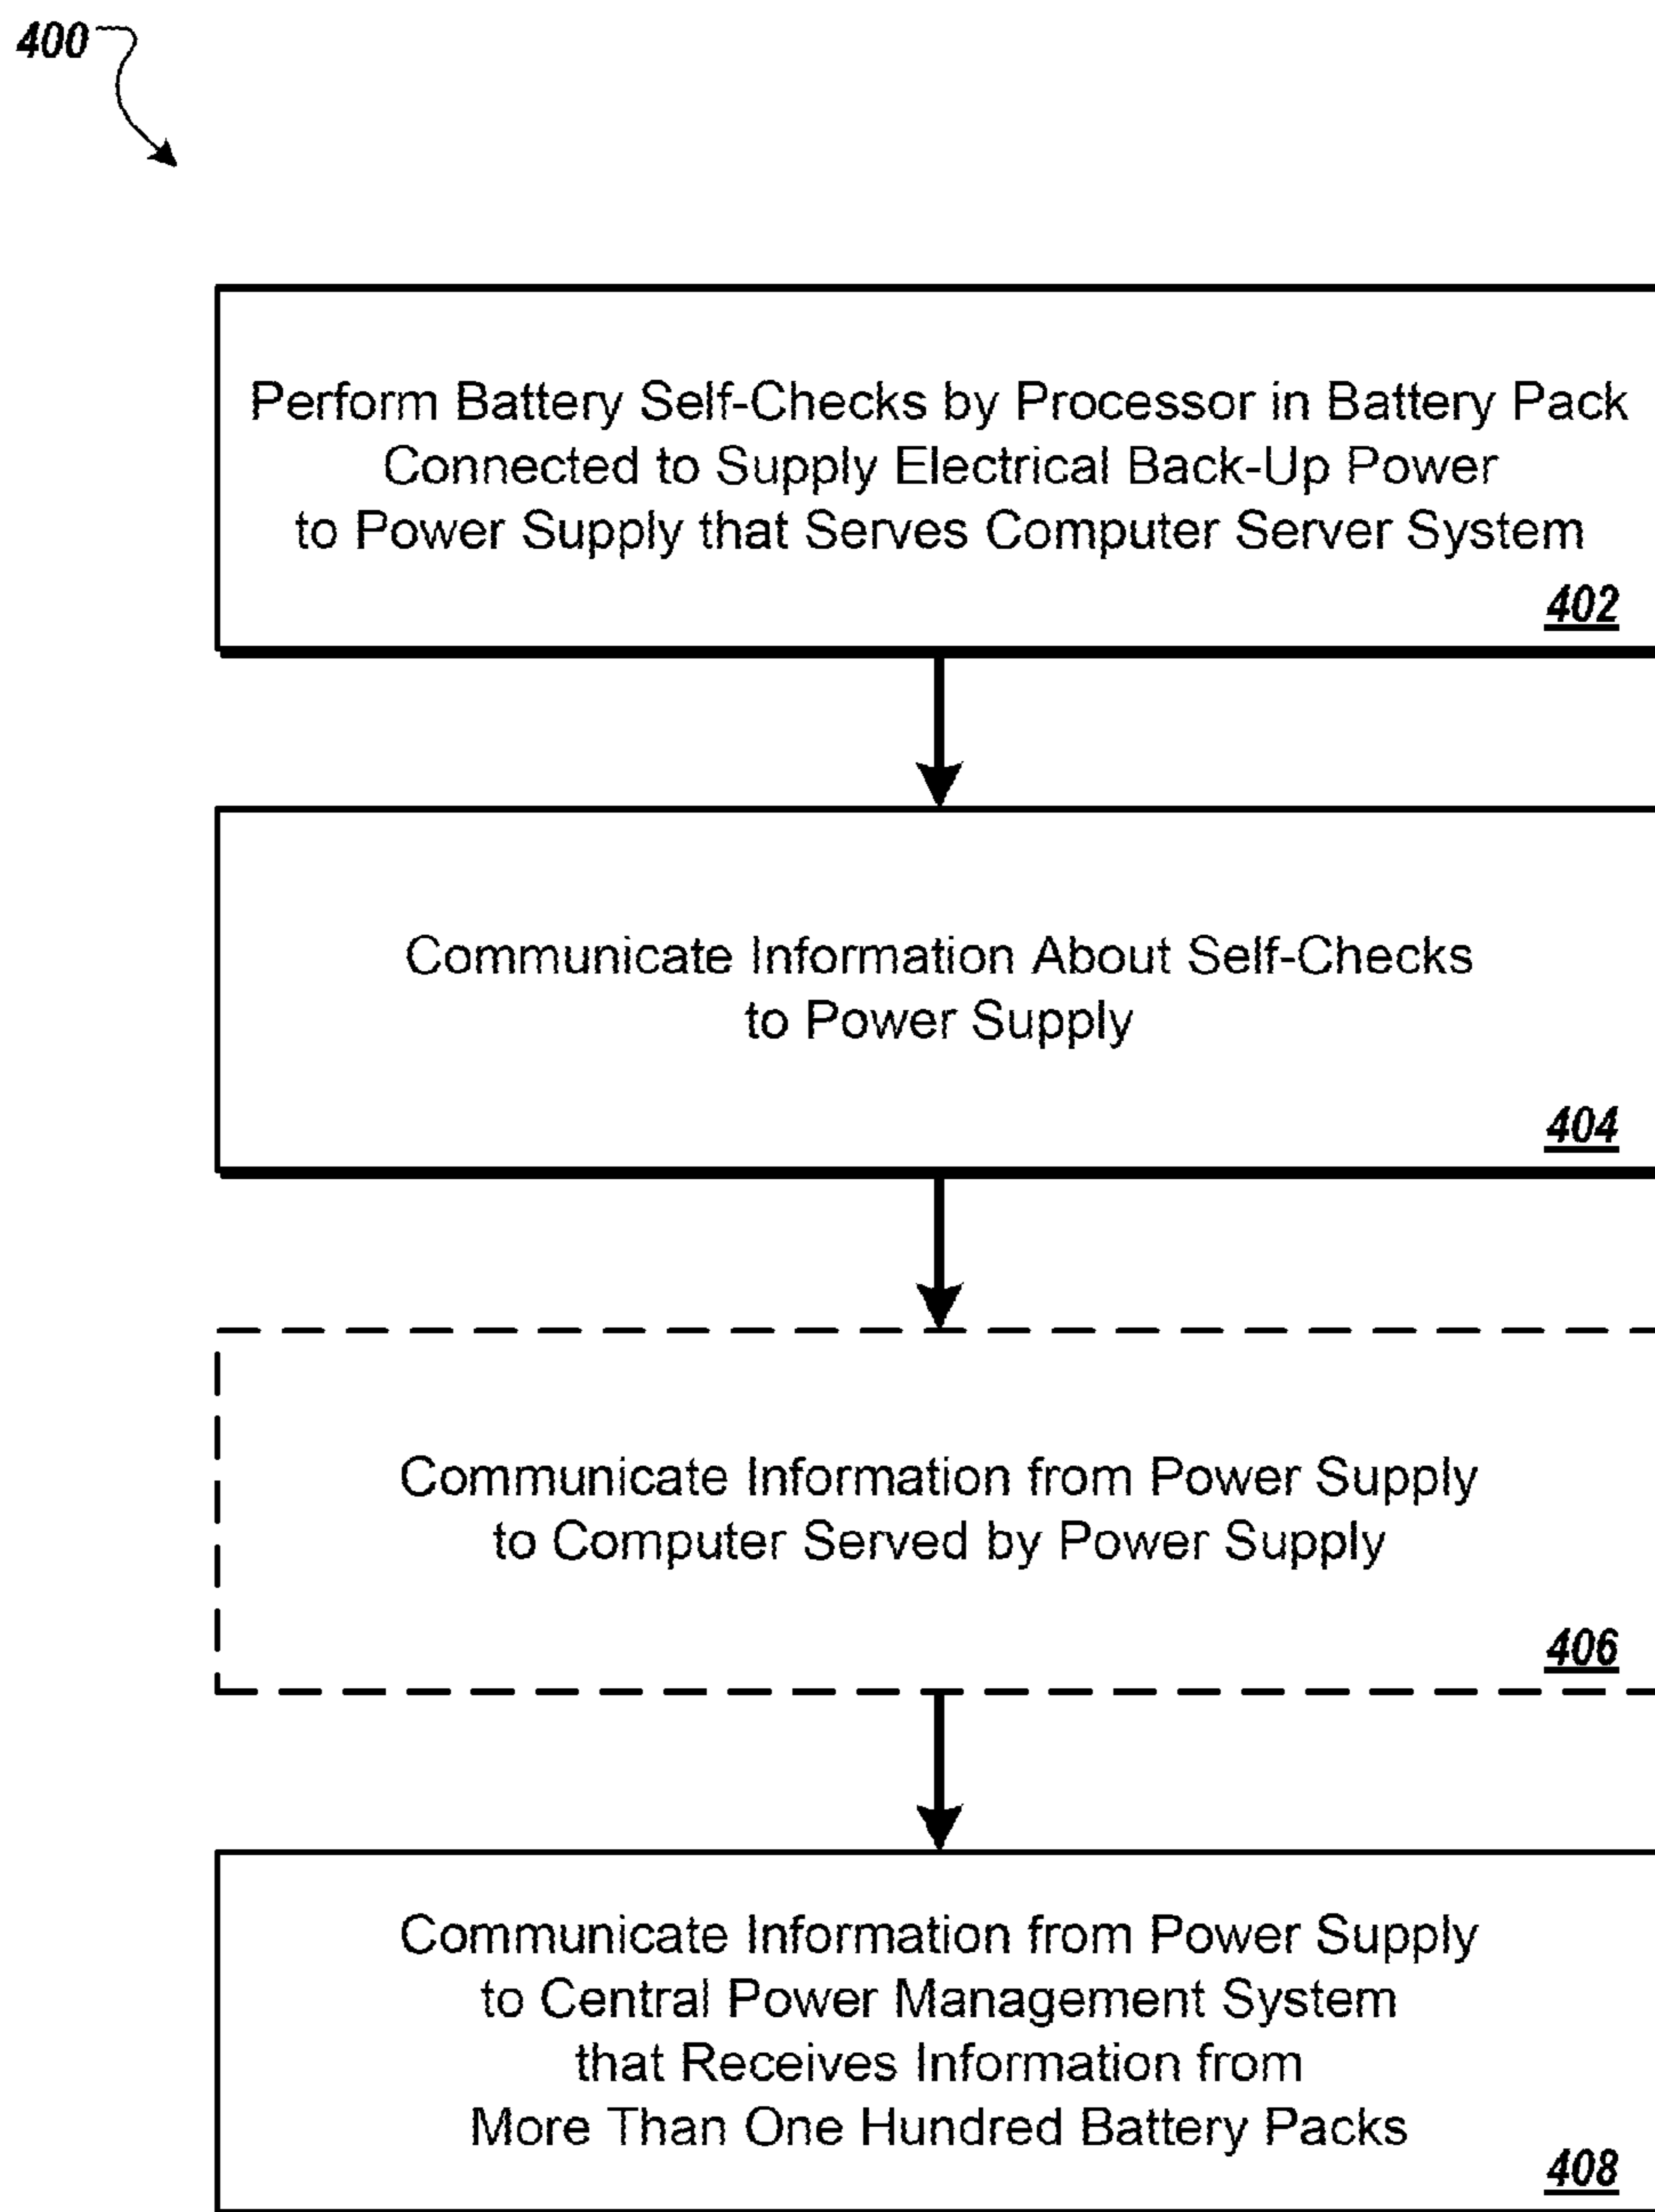 400
Perform Battery Self-Checks by Processor in Battery Pack
Connected to Supply Electrical Back-Up Power
to Power Supply that Serves Computer Server System
402
Communicate Information About Self-Checks
to Power Supply
404
Communicate Information from Power Supply
to Computer Served by Power Supply
406
Communicate Information from Power Supply
to Central Power Management System
that Receives Information from
More Than One Hundred Battery Packs
408